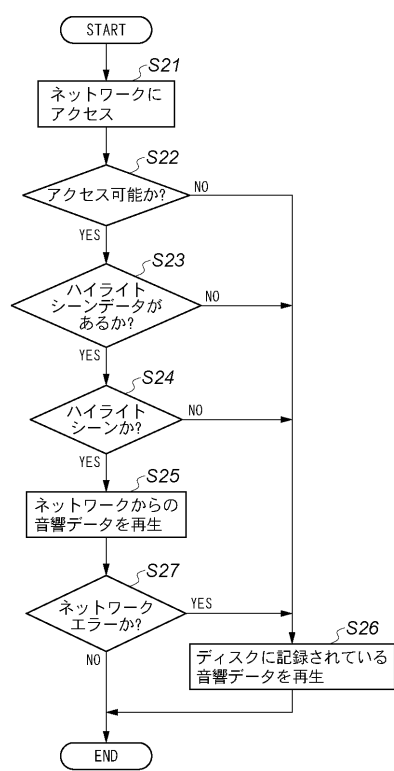 START
S21
ネットワークに
アクセス
S22
アクセス可能か?
NO
YES
S23
ハイライト
シーンデータが
あるか?
NO
YES
S24
ハイライト
シーンか?
NO
YES
S25
ネットワークからの
音響データを再生
S27
ネットワーク
エラーか?
YES
NO
S26
ディスクに記録されている
音響データを再生
END